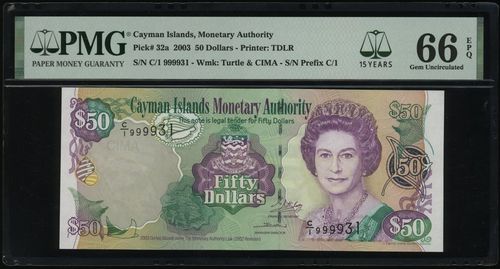 PMG
PAPER MONEY GUARANTY
Cayman Islands, Monetary Authority
Pick# 32a 2003 50 Dollars - Printer: TDLR
S/N C/1 999931 - Wmk: Turtle & CIMA - S/N Prefix C/1
15 YEARS
66 EPQ
Gem Uncirculated
Cayman Islands Monetary Authority
This note is legal tender for Fifty Dollars.
$50
C/1 999931
$50
50
CIMA
Fifty
Dollars
$50
C/1 999931
$50